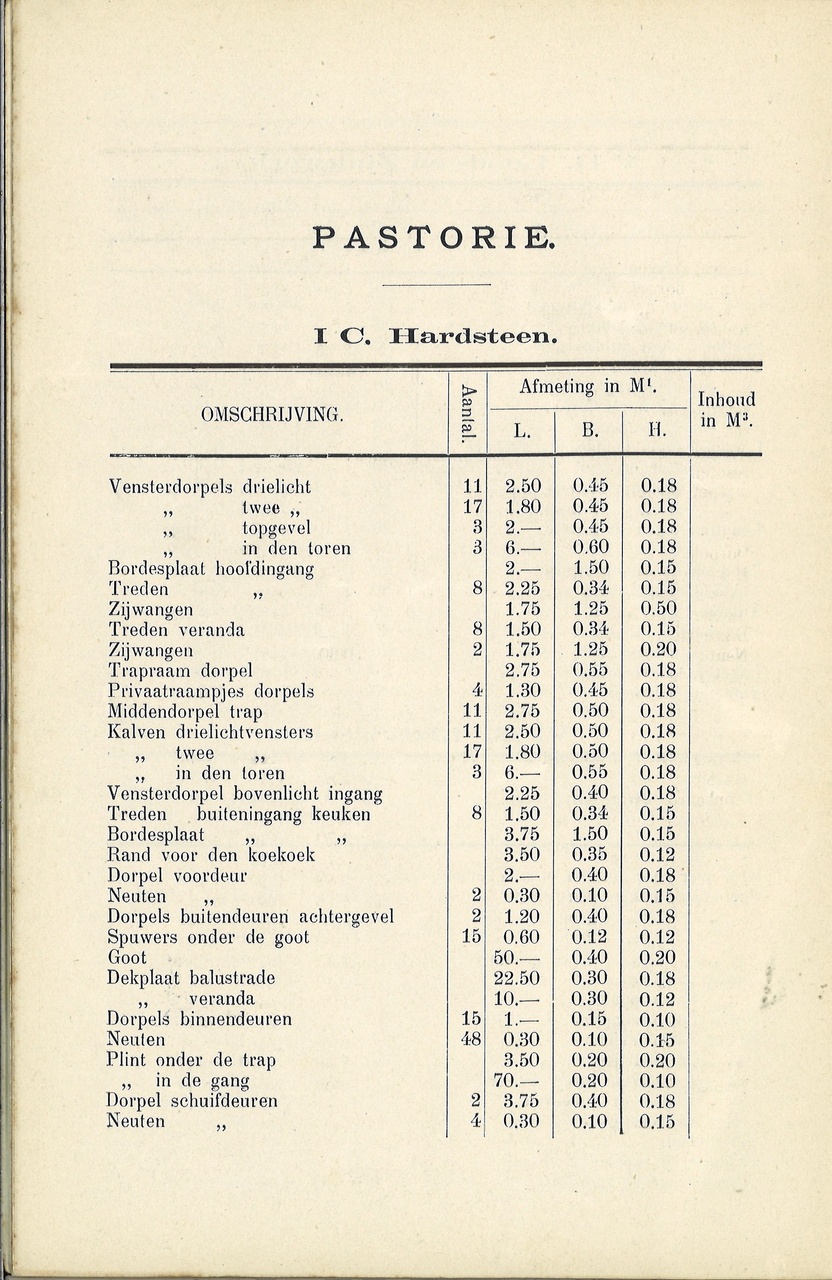 PASTORIE.
I C. Hardsteen.
OMSCHRIJVING. Aantal. Afmeting in M¹. Inhoud in M³.
L. B. H.
Vensterdorpels drielicht 11 2.50 0.45 0.18
„ twee „ 17 1.80 0.45 0.18
„ topgevel 3 2.— 0.45 0.18
„ in den toren 3 6.— 0.60 0.18
Bordesplaat hoofdingang 2.— 1.50 0.15
Treden „ 8 2.25 0.34 0.15
Zijwangen 1.75 1.25 0.50
Treden veranda 8 1.50 0.34 0.15
Zijwangen 2 1.75 1.25 0.20
Trapraam dorpel 2.75 0.55 0.18
Privaatraampjes dorpels 4 1.30 0.45 0.18
Middendorpel trap 11 2.75 0.50 0.18
Kalven drielichtvensters 11 2.50 0.50 0.18
„ twee „ 17 1.80 0.50 0.18
„ in den toren 3 6.— 0.55 0.18
Vensterdorpel bovenlicht ingang 2.25 0.40 0.18
Treden buiteningang keuken 8 1.50 0.34 0.15
Bordesplaat „ „ 3.75 1.50 0.15
Rand voor den koekoek 3.50 0.35 0.12
Dorpel voordeur 2.— 0.40 0.18
Neuten „ 2 0.30 0.10 0.15
Dorpels buitendeuren achtergevel 2 1.20 0.40 0.18
Spuwers onder de goot 15 0.60 0.12 0.12
Goot 50.— 0.40 0.20
Dekplaat balustrade 22.50 0.30 0.18
„ veranda 10.— 0.30 0.12
Dorpels binnendeuren 15 1.— 0.15 0.10
Neuten 48 0.30 0.10 0.15
Plint onder de trap 3.50 0.20 0.20
„ in de gang 70.— 0.20 0.10
Dorpel schuifdeuren 2 3.75 0.40 0.18
Neuten „ 4 0.30 0.10 0.15